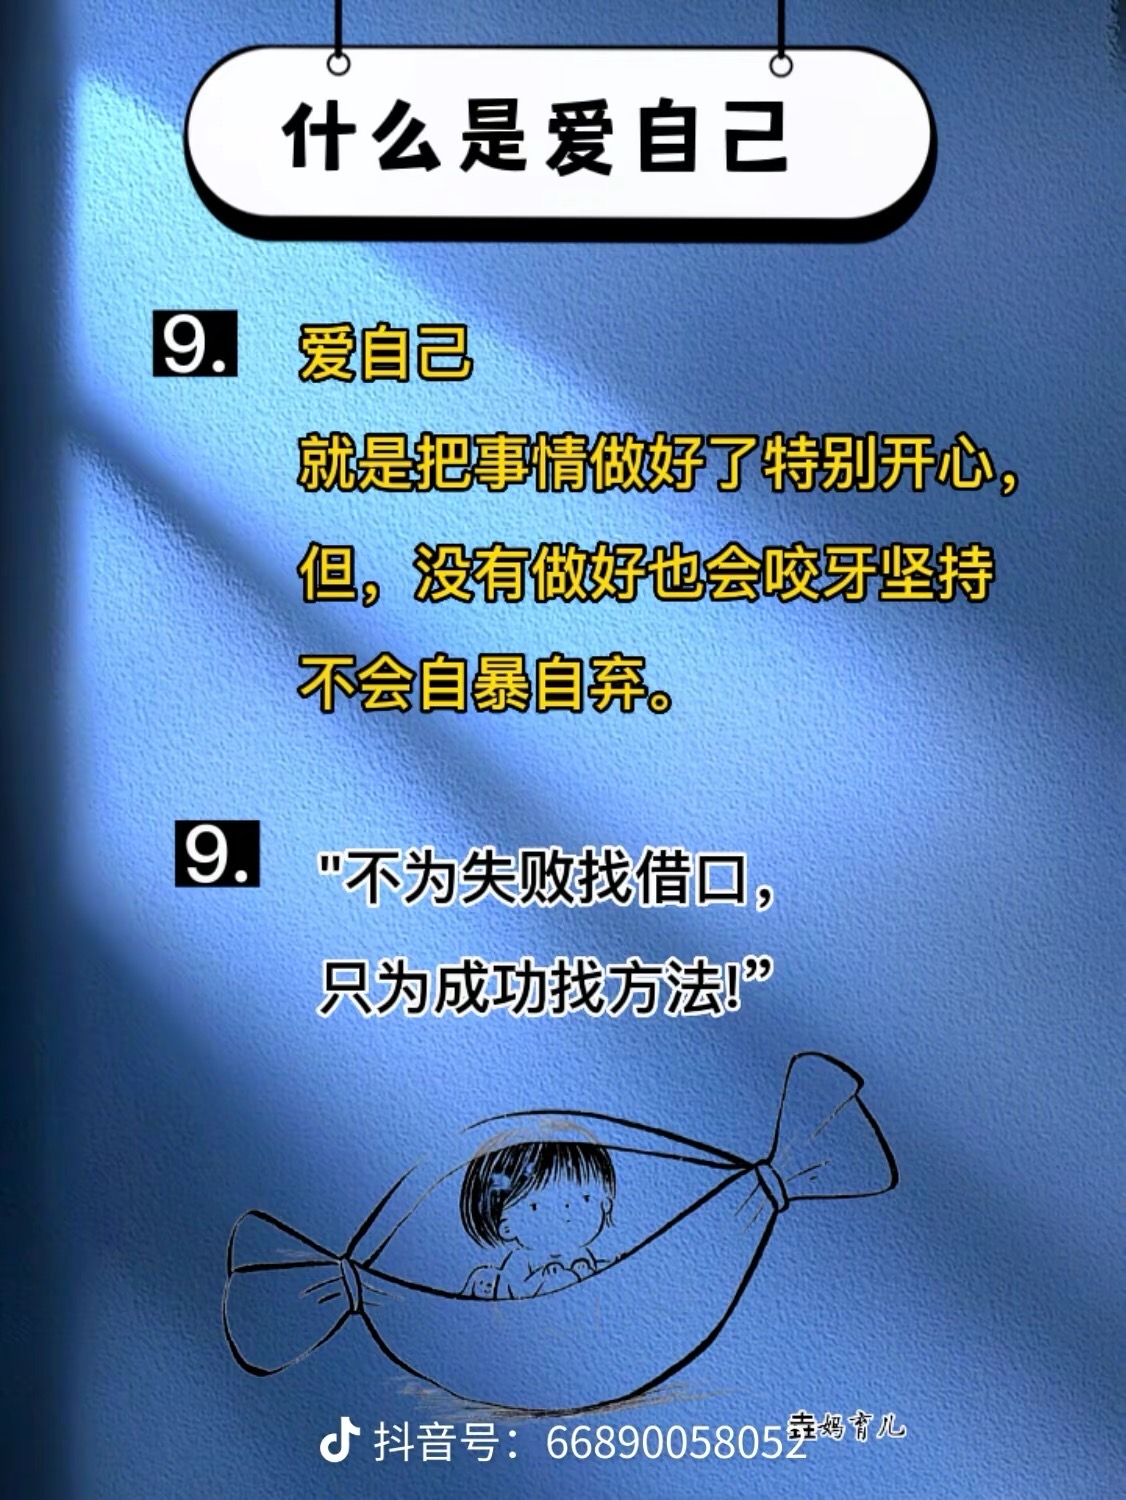 什么是爱自己
9. 爱自己
就是把事情做好了特别开心，
但，没有做好也会咬牙坚持
不会自暴自弃。
9. "不为失败找借口，
只为成功找方法!”
抖音号：66890058052
壵妈育儿